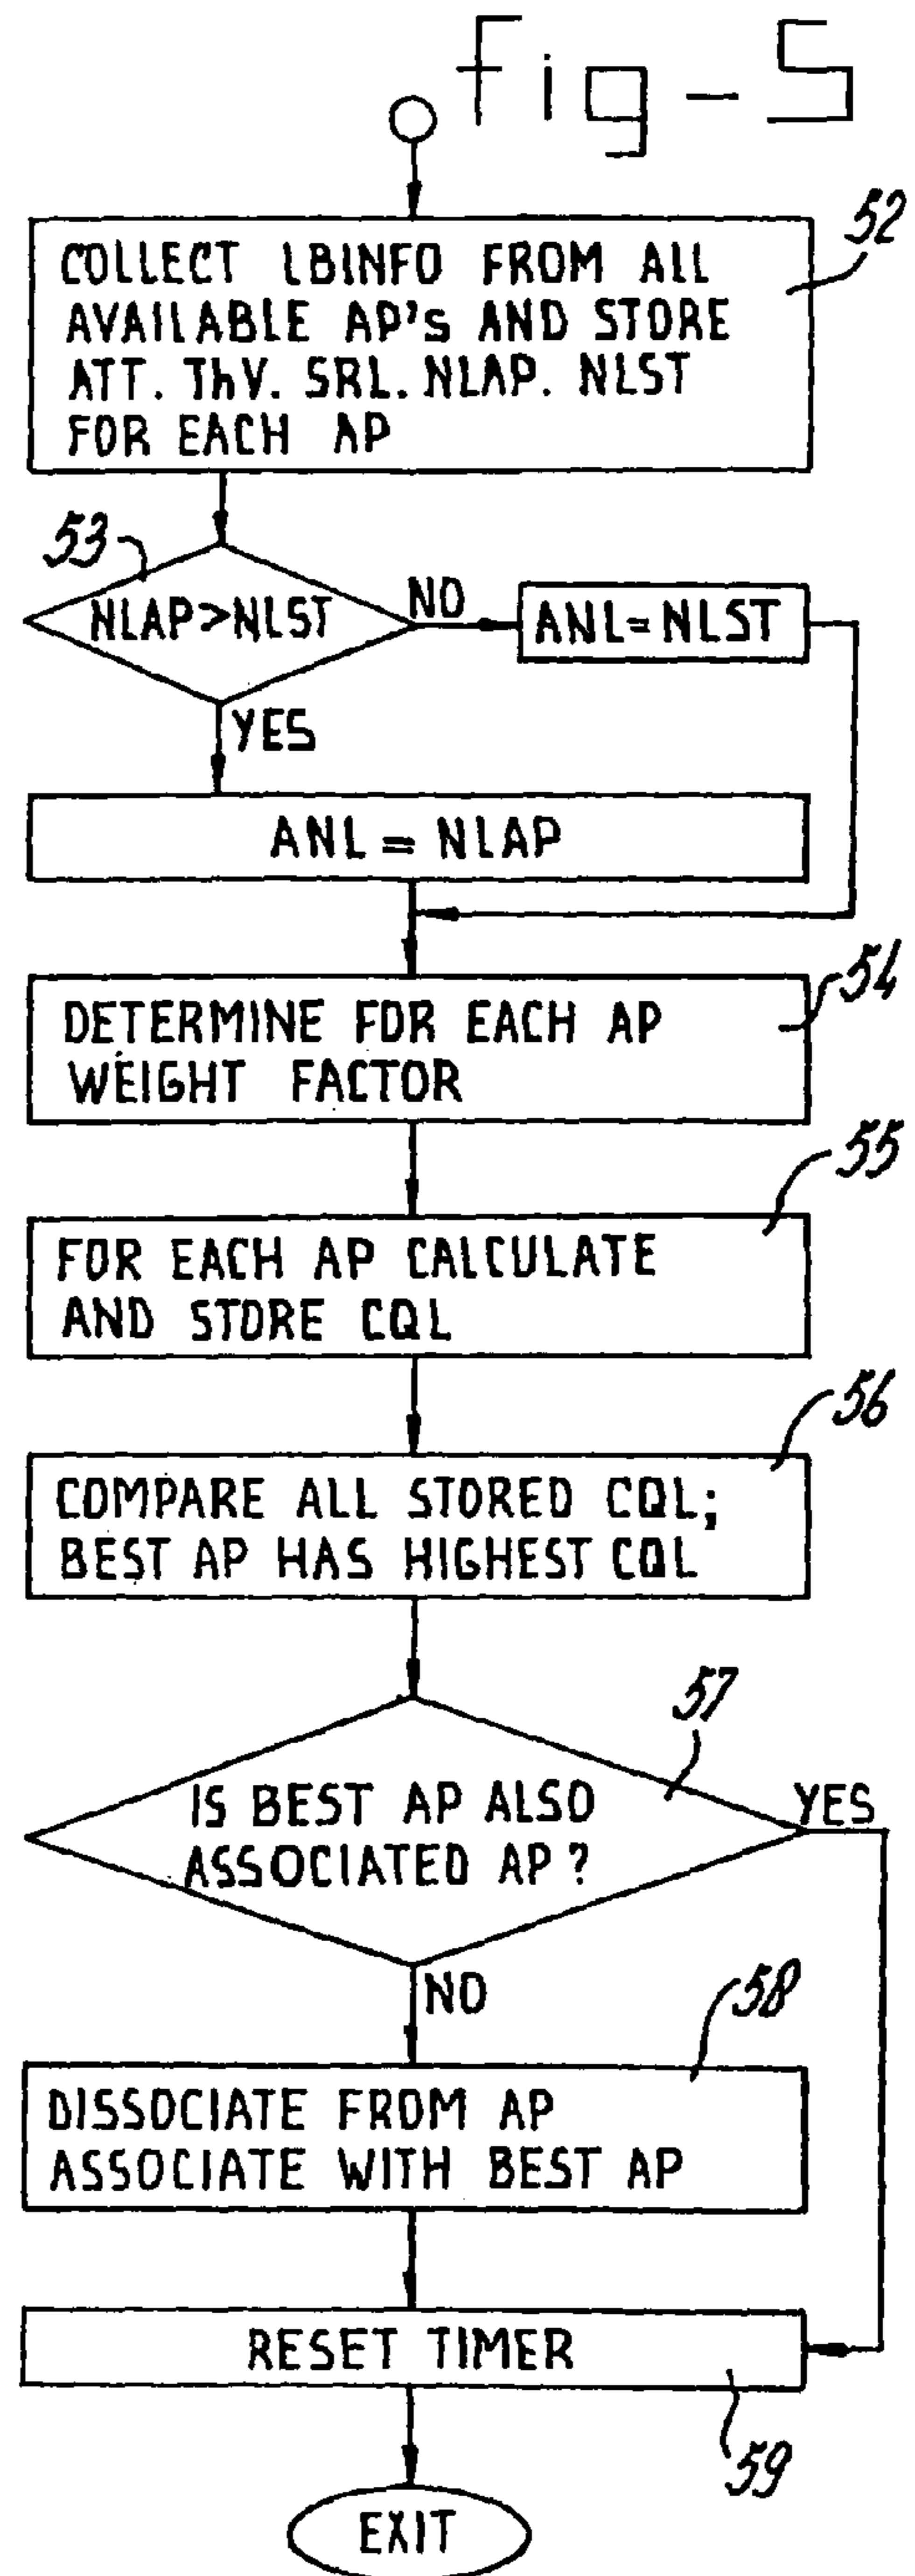 Fig-5
52
COLLECT LBINFO FROM ALL
AVAILABLE AP's AND STORE
ATT. ThV. SRL. NLAP. NLST
FOR EACH AP
53
NLAP>NLST
NO
ANL=NLST
YES
ANL = NLAP
54
DETERMINE FOR EACH AP
WEIGHT FACTOR
55
FOR EACH AP CALCULATE
AND STORE CQL
56
COMPARE ALL STORED CQL;
BEST AP HAS HIGHEST CQL
57
IS BEST AP ALSO
ASSOCIATED AP?
YES
NO
58
DISSOCIATE FROM AP
ASSOCIATE WITH BEST AP
RESET TIMER
59
EXIT